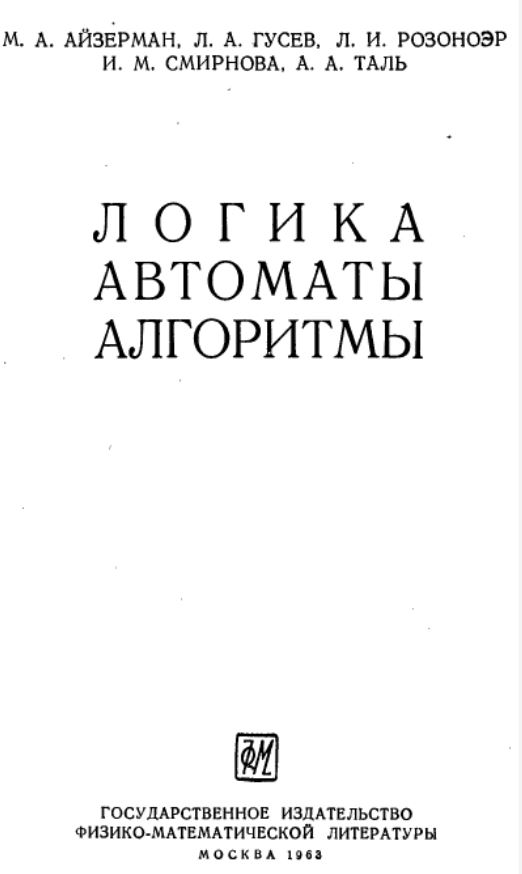 М. А. АЙЗЕРМАН, Л. А. ГУСЕВ, Л. И. РОЗОНОЭР
И. М. СМИРНОВА, А. А. ТАЛЬ
ЛОГИКА
АВТОМАТЫ
АЛГОРИТМЫ
ФМ
ГОСУДАРСТВЕННОЕ ИЗДАТЕЛЬСТВО
ФИЗИКО-МАТЕМАТИЧЕСКОЙ ЛИТЕРАТУРЫ
МОСКВА 1963